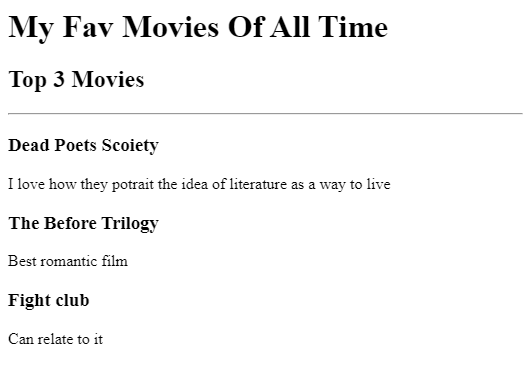 My Fav Movies Of All Time
Top 3 Movies
Dead Poets Scoiety
I love how they potrait the idea of literature as a way to live
The Before Trilogy
Best romantic film
Fight club
Can relate to it